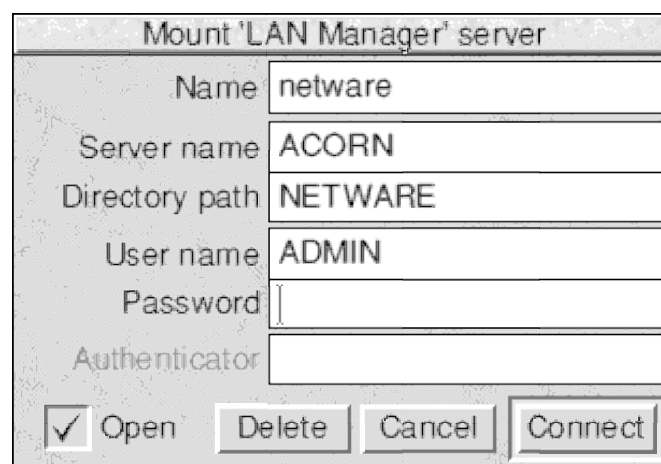 Mount 'LAN Manager' server
Name netware
Server name ACORN
Directory path NETWARE
User name ADMIN
Password
Authenticator
Open Delete Cancel Connect